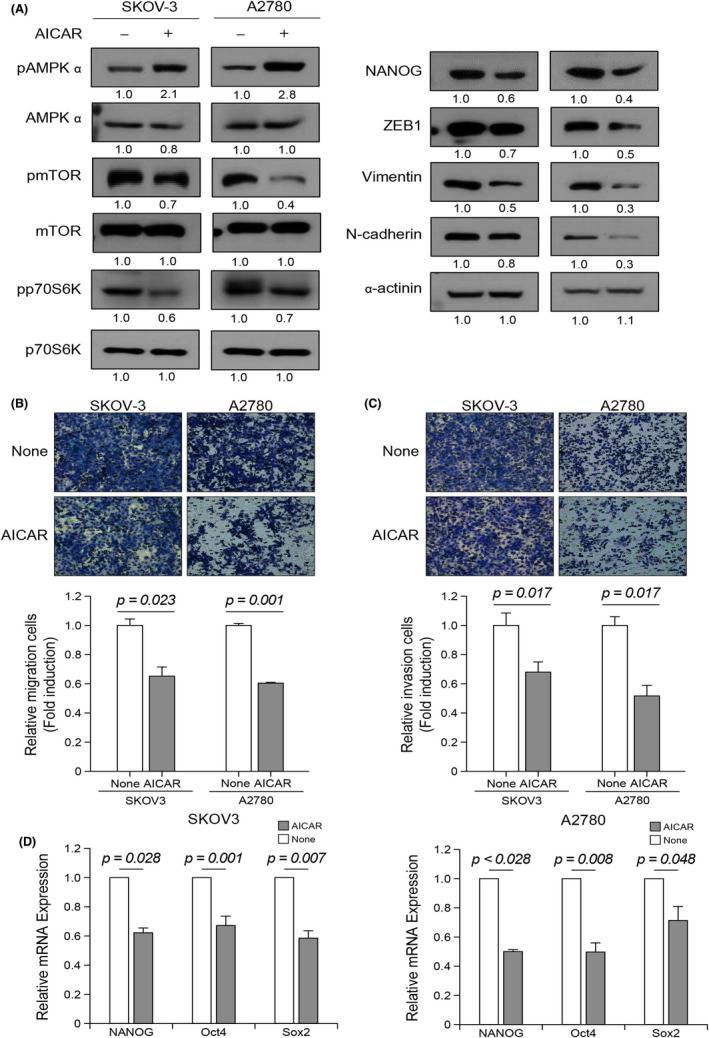 (A)
SKOV-3 A2780
AICAR – + – +
pAMPK α
1.0 2.1 1.0 2.8
AMPK α
1.0 0.8 1.0 1.0
pmTOR
1.0 0.7 1.0 0.4
mTOR
1.0 1.0 1.0 1.0
pp70S6K
1.0 0.6 1.0 0.7
p70S6K
1.0 1.0 1.0 1.0
NANOG
1.0 0.6 1.0 0.4
ZEB1
1.0 0.7 1.0 0.5
Vimentin
1.0 0.5 1.0 0.3
N-cadherin
1.0 0.8 1.0 0.3
α-actinin
1.0 1.0 1.0 1.1
(B)
SKOV-3 A2780
None
AICAR
Relative migration cells
(Fold induction)
1.2
1.0
0.8
0.6
0.4
0.2
0
p = 0.023 p = 0.001
None AICAR None AICAR
SKOV3 A2780
(C)
SKOV-3 A2780
None
AICAR
Relative invasion cells
(Fold induction)
1.2
1.0
0.8
0.6
0.4
0.2
0
p = 0.017 p = 0.017
None AICAR None AICAR
SKOV3 A2780
(D)
SKOV3
AICAR
None
Relative mRNA Expression
1.2
1.0
0.8
0.6
0.4
0.2
0
p = 0.028 p = 0.001 p = 0.007
NANOG Oct4 Sox2
A2780
AICAR
None
Relative mRNA Expression
1.2
1.0
0.8
0.6
0.4
0.2
0
p < 0.028 p = 0.008 p = 0.048
NANOG Oct4 Sox2